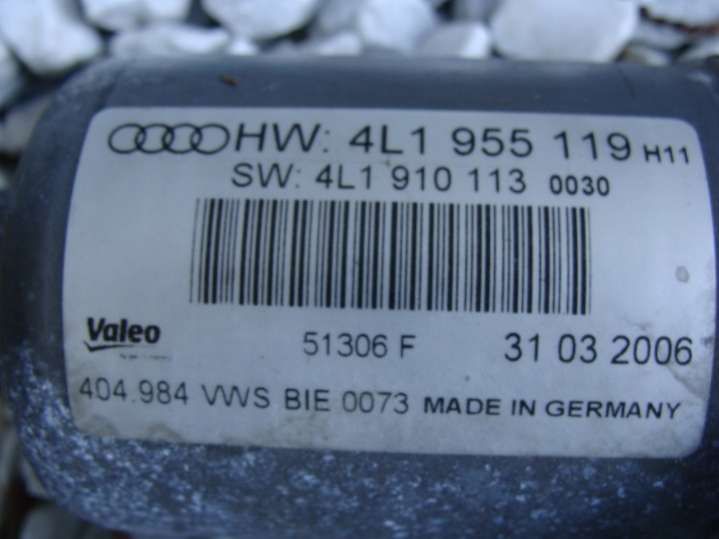 HW: 4L1 955 119 H11
SW: 4L1 910 113 0030
Valeo
51306 F 31 03 2006
404.984 VWS BIE 0073 MADE IN GERMANY